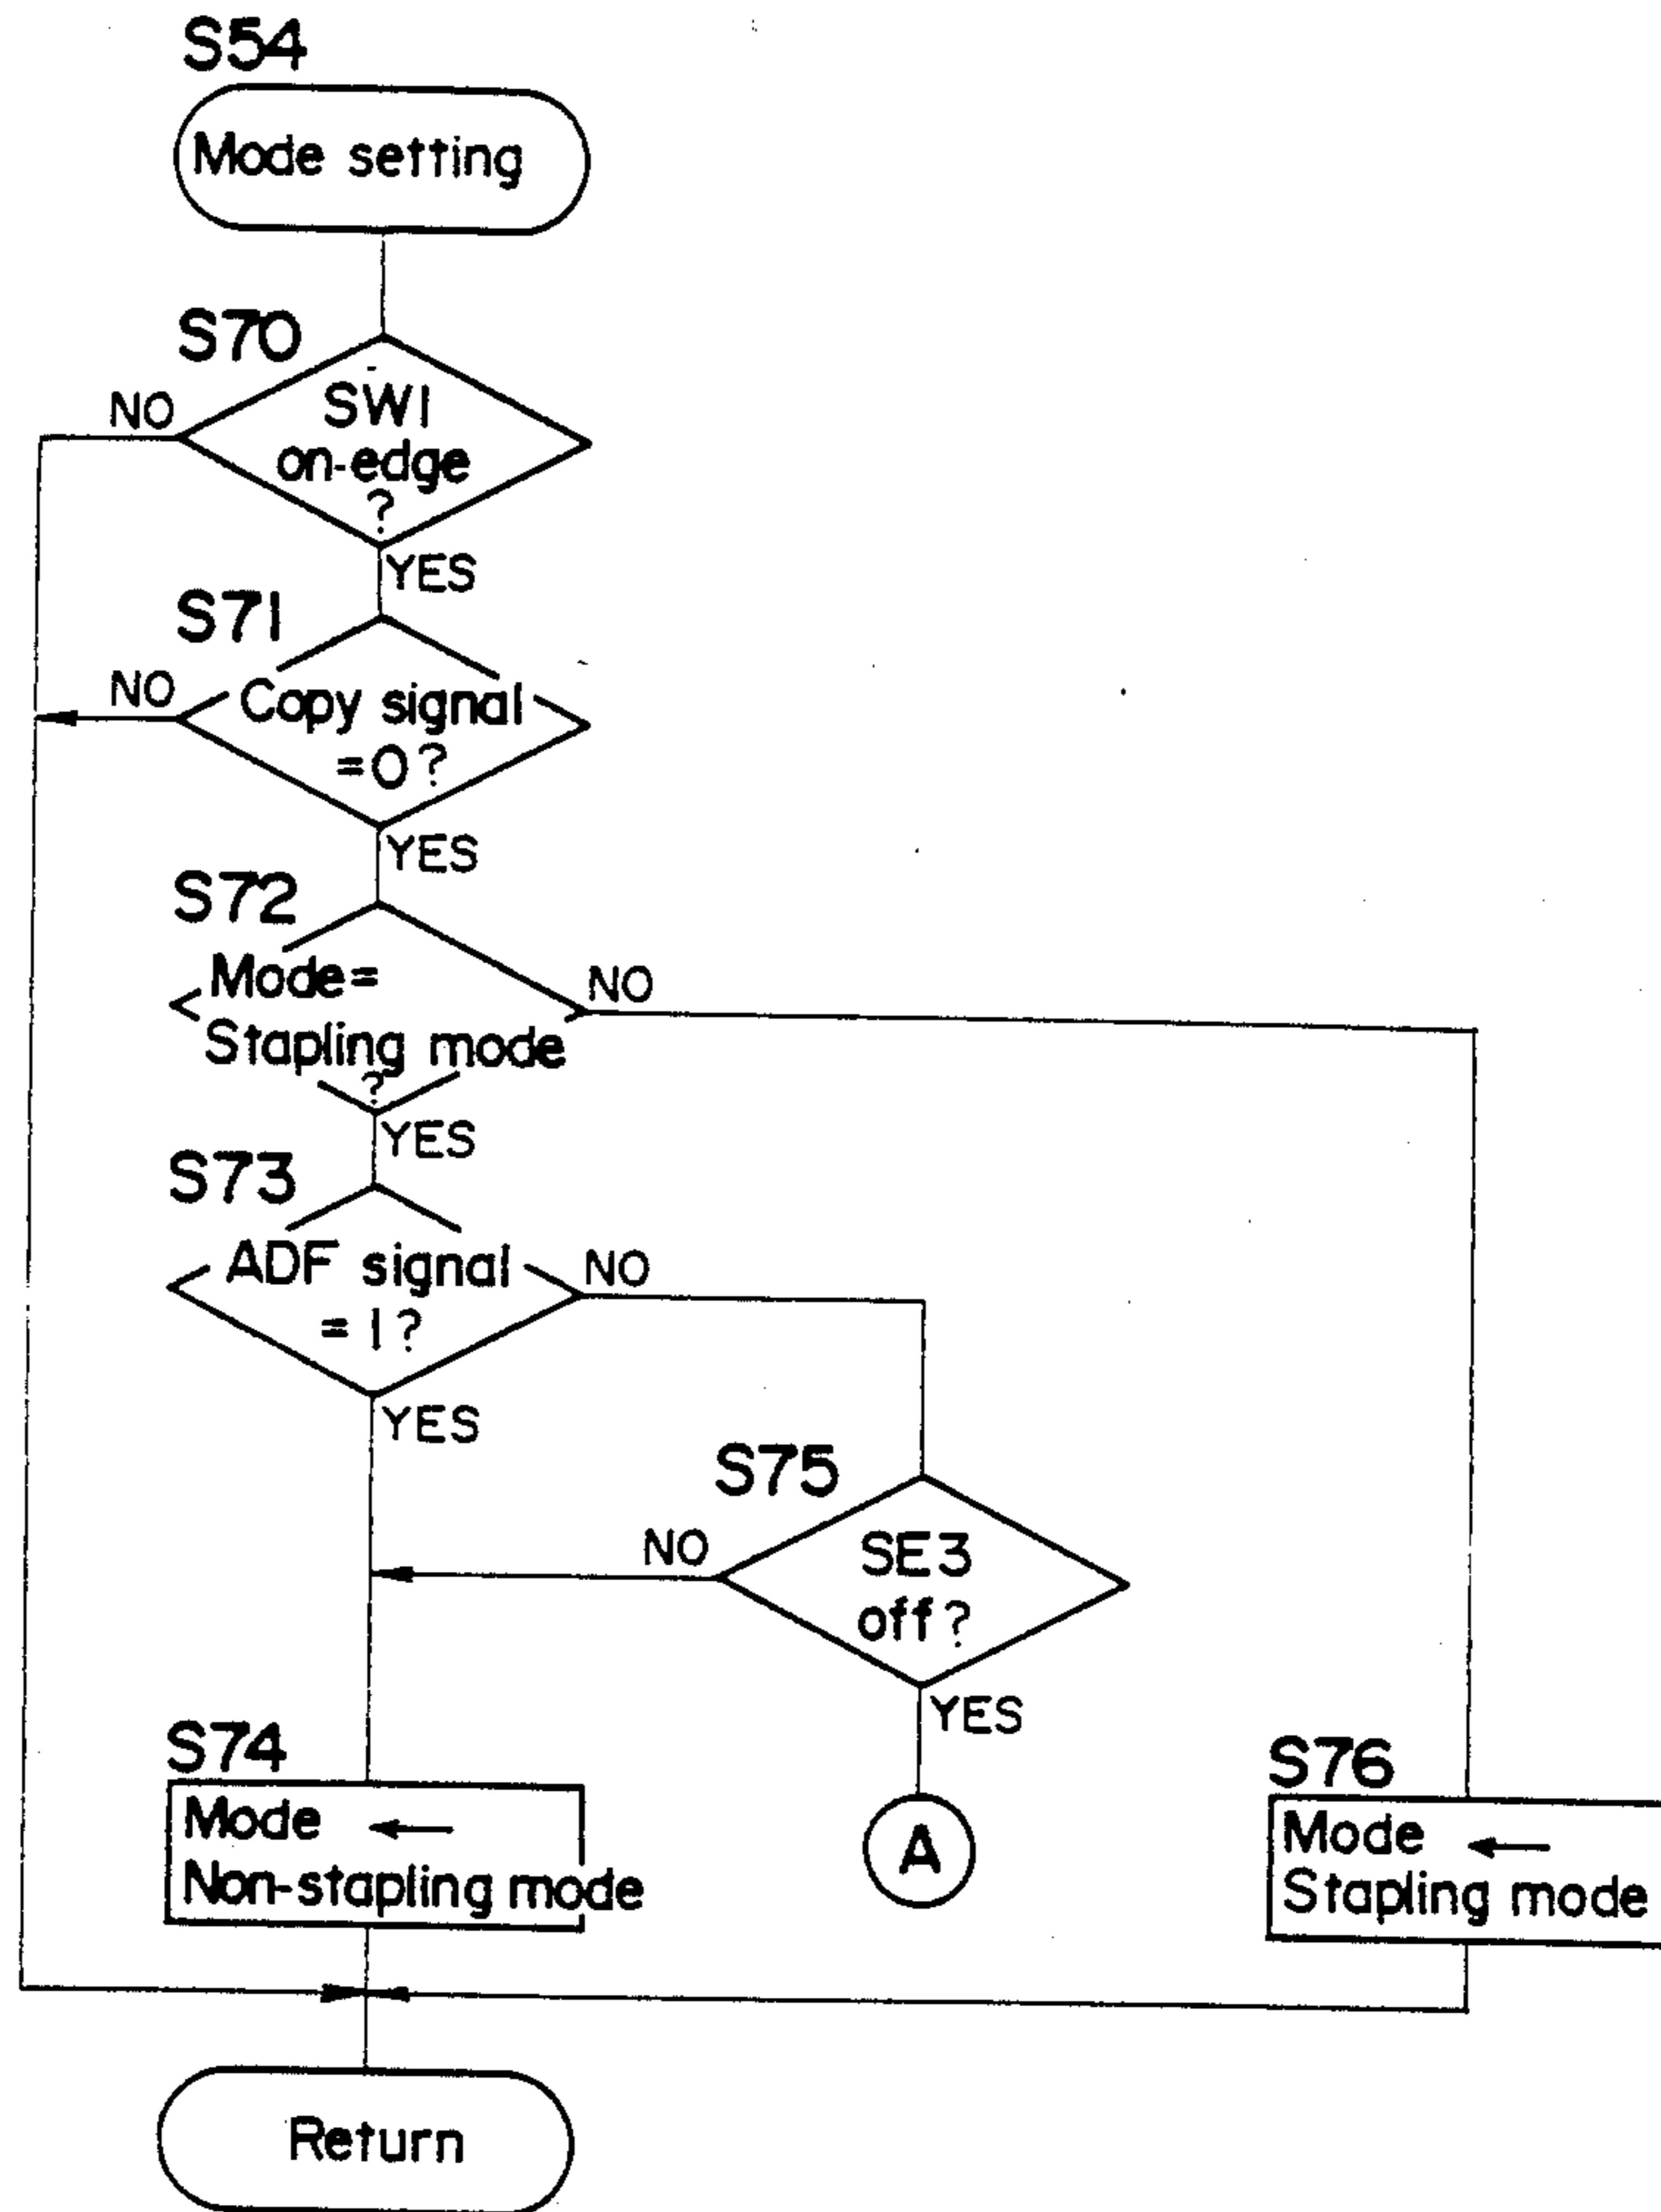 S54
Mode setting
S70
NO
SW1
on-edge
?
YES
S71
NO
Copy signal
=0?
YES
S72
Mode=
NO
Stapling mode
?
YES
S73
ADF signal
NO
=1?
YES
S75
NO
SE3
off?
YES
S74
Mode ←
Non-stapling mode
A
S76
Mode ←
Stapling mode
Return